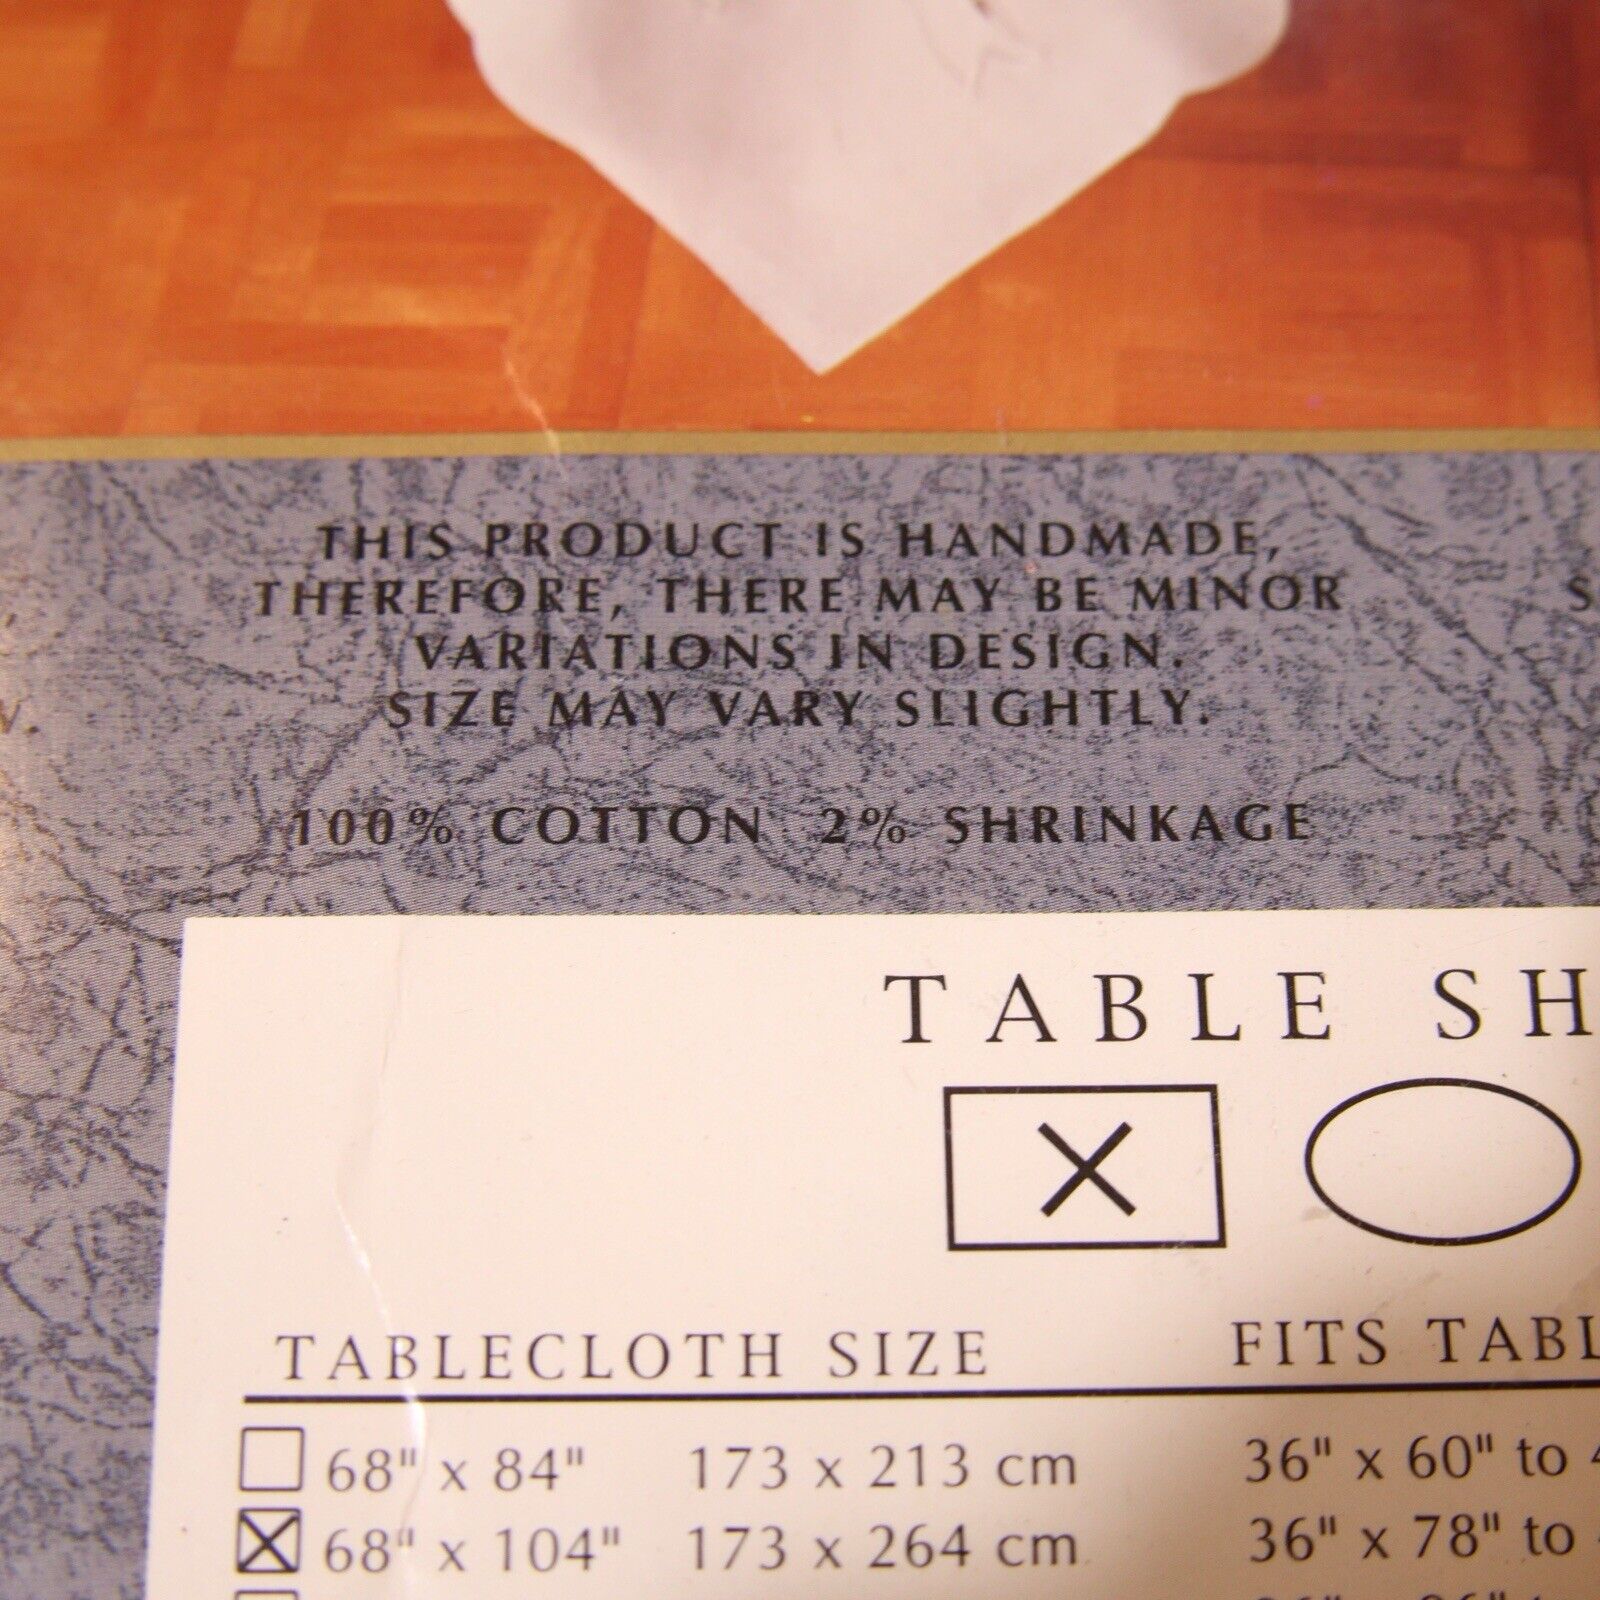 THIS PRODUCT IS HANDMADE,
THEREFORE, THERE MAY BE MINOR
VARIATIONS IN DESIGN.
SIZE MAY VARY SLIGHTLY.
100% COTTON 2% SHRINKAGE
TABLE SH
TABLECLOTH SIZE FITS TABL
68" x 84" 173 x 213 cm 36" x 60" to
68" x 104" 173 x 264 cm 36" x 78" to